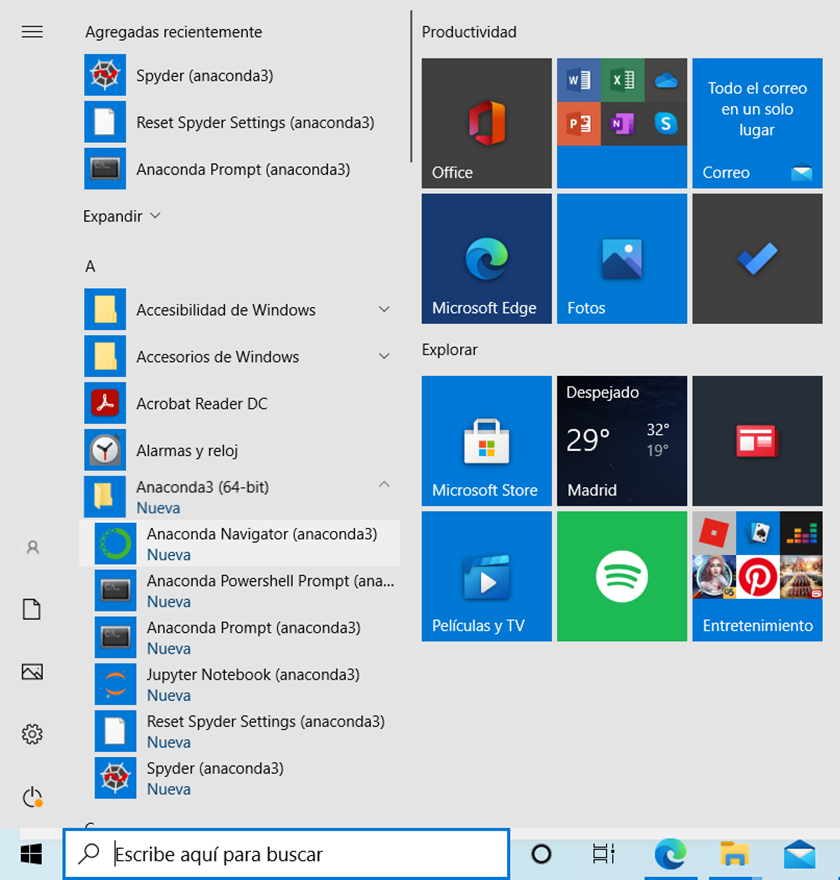 Agregadas recientemente
Spyder (anaconda3)
Reset Spyder Settings (anaconda3)
Anaconda Prompt (anaconda3)
Expandir
A
Accesibilidad de Windows
Accesorios de Windows
Acrobat Reader DC
Alarmas y reloj
Anaconda3 (64-bit)
Nueva
Anaconda Navigator (anaconda3)
Nueva
Anaconda Powershell Prompt (ana...
Nueva
Anaconda Prompt (anaconda3)
Nueva
Jupyter Notebook (anaconda3)
Nueva
Reset Spyder Settings (anaconda3)
Nueva
Spyder (anaconda3)
Nueva
Productividad
Office
Todo el correo
en un solo
lugar
Correo
Microsoft Edge
Fotos
Explorar
Microsoft Store
Despejado
29° 32°
19°
Madrid
Películas y TV
Entretenimiento
Escribe aquí para buscar